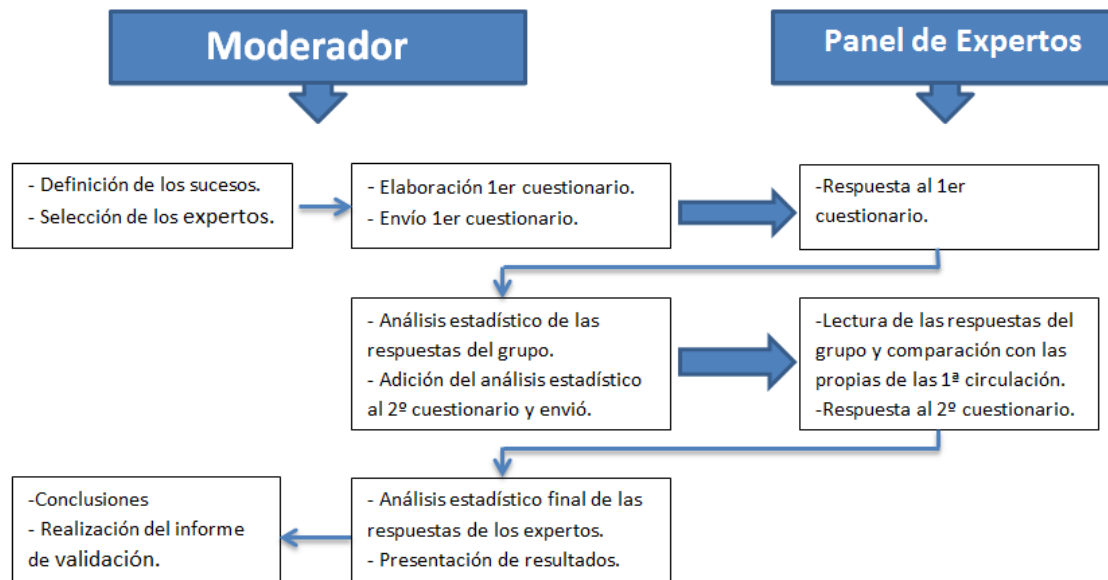 Moderador
Panel de Expertos
- Definición de los sucesos.
- Selección de los expertos.
- Elaboración 1er cuestionario.
- Envío 1er cuestionario.
-Respuesta al 1er
cuestionario.
- Análisis estadístico de las
respuestas del grupo.
- Adición del análisis estadístico
al 2º cuestionario y envió.
-Lectura de las respuestas del
grupo y comparación con las
propias de las 1ª circulación.
-Respuesta al 2º cuestionario.
-Conclusiones
- Realización del informe
de validación.
- Análisis estadístico final de las
respuestas de los expertos.
- Presentación de resultados.